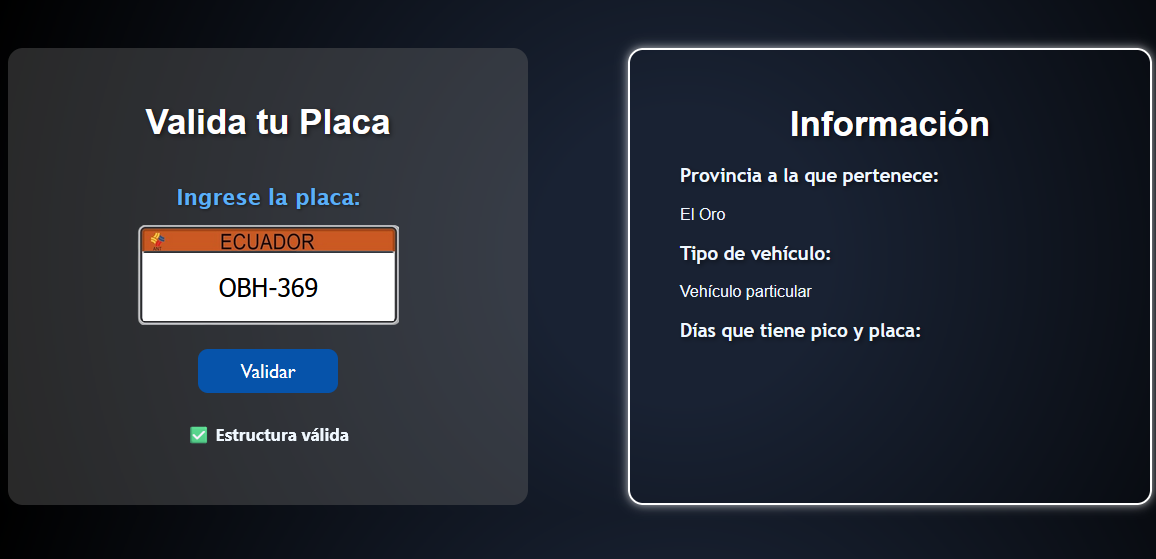 Valida tu Placa
Ingrese la placa:
ECUADOR
OBH-369
Validar
Estructura válida
Información
Provincia a la que pertenece:
El Oro
Tipo de vehículo:
Vehículo particular
Días que tiene pico y placa: